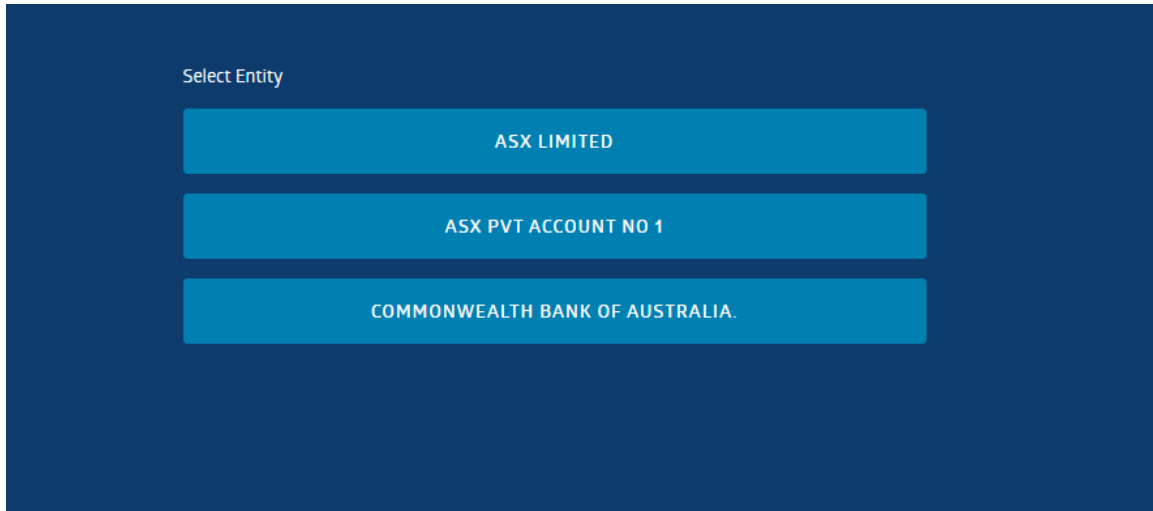 Select Entity
ASX LIMITED
ASX PVT ACCOUNT NO 1
COMMONWEALTH BANK OF AUSTRALIA.